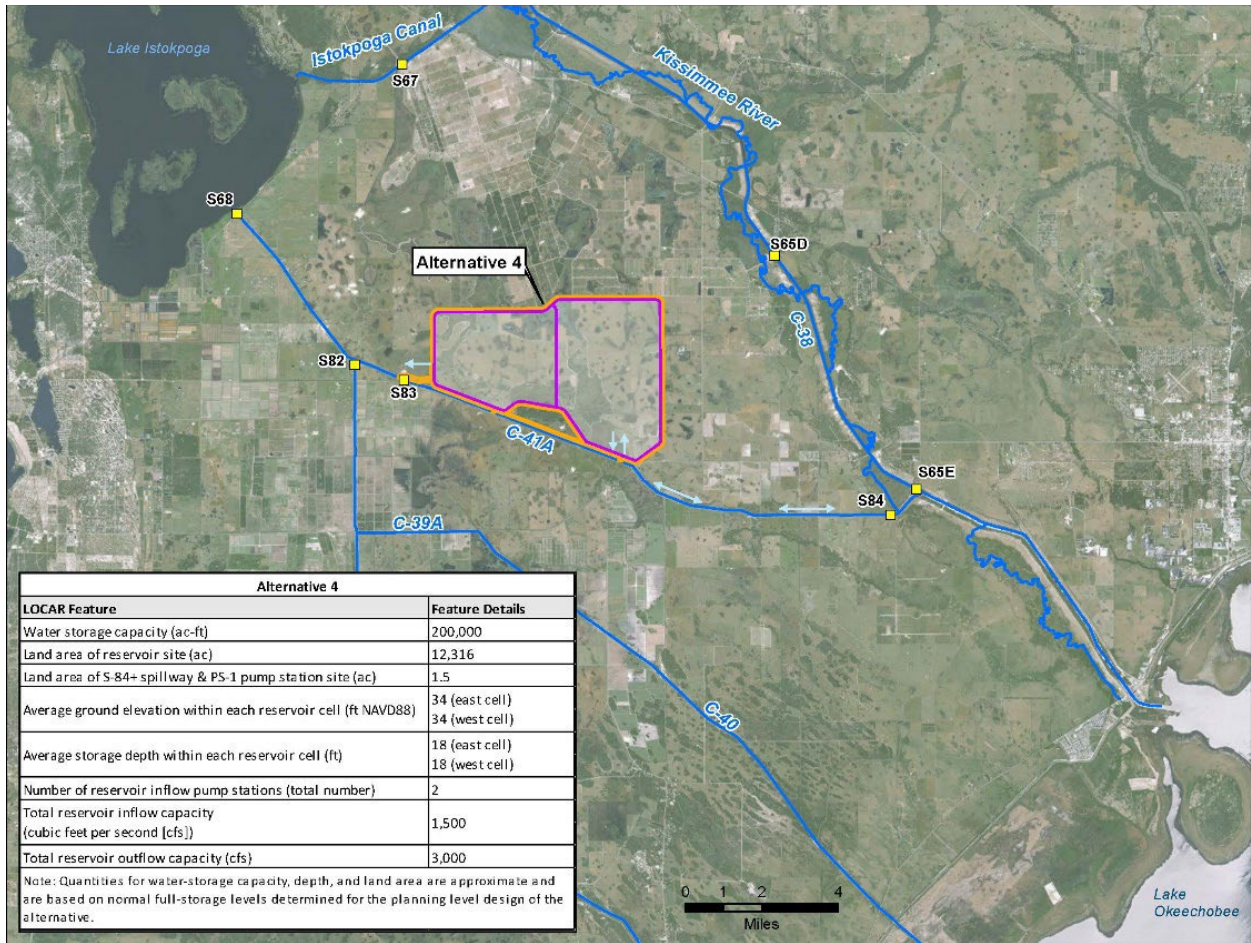 Lake Istokpoga
Istokpoga Canal
S67
Kissimmee River
S68
S65D
Alternative 4
C-38
S82
S83
C-41A
S65E
S84
C-39A
C-40
Alternative 4
LOCAR Feature Feature Details
Water storage capacity (ac-ft) 200,000
Land area of reservoir site (ac) 12,316
Land area of S-84+ spillway & PS-1 pump station site (ac) 1.5
Average ground elevation within each reservoir cell (ft NAVD88) 34 (east cell)
34 (west cell)
Average storage depth within each reservoir cell (ft) 18 (east cell)
18 (west cell)
Number of reservoir inflow pump stations (total number) 2
Total reservoir inflow capacity
(cubic feet per second [cfs]) 1,500
Total reservoir outflow capacity (cfs) 3,000
Note: Quantities for water-storage capacity, depth, and land area are approximate and
are based on normal full-storage levels determined for the planning level design of the
alternative.
0 1 2 4
Miles
Lake
Okeechobee